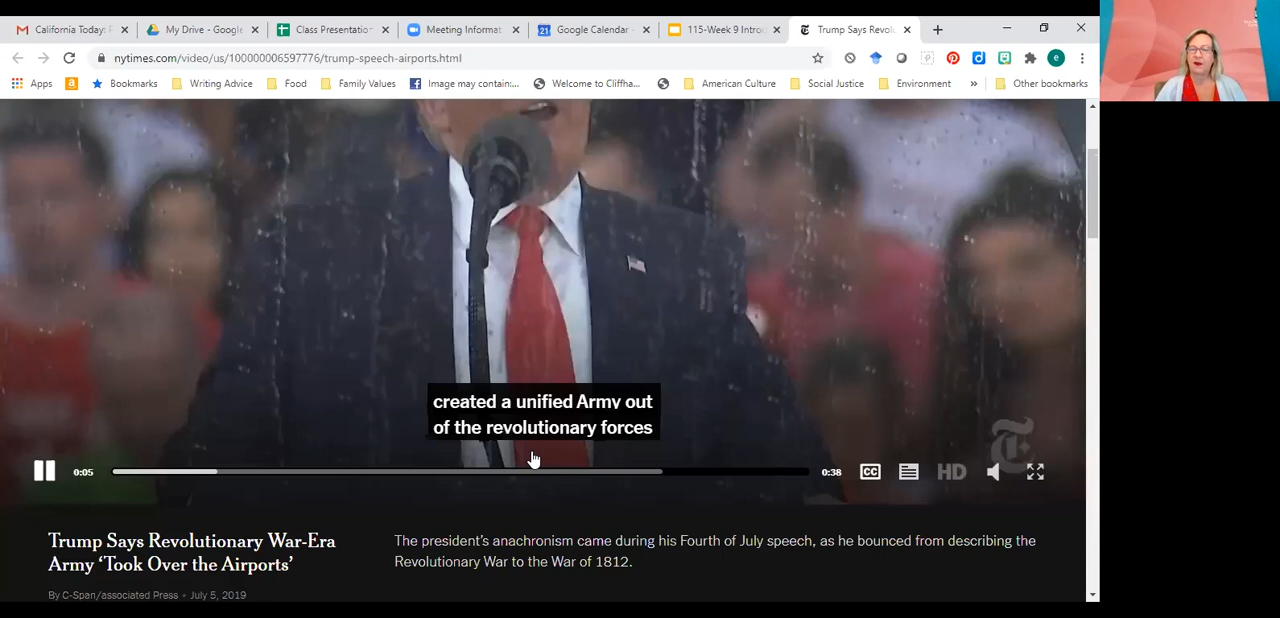 California Today: F
My Drive - Google
Class Presentation
Meeting Informat
Google Calendar -
115-Week 9 Introd
Trump Says Revol
nytimes.com/video/us/100000006597776/trump-speech-airports.html
Apps
Bookmarks
Writing Advice
Food
Family Values
Image may contain:...
Welcome to Cliffha...
American Culture
Social Justice
Environment
»
Other bookmarks
created a unified Army out
of the revolutionary forces
0:05
0:38
CC
HD
Trump Says Revolutionary War-Era
Army ‘Took Over the Airports’
The president’s anachronism came during his Fourth of July speech, as he bounced from describing the
Revolutionary War to the War of 1812.
By C-Span/associated Press • July 5, 2019